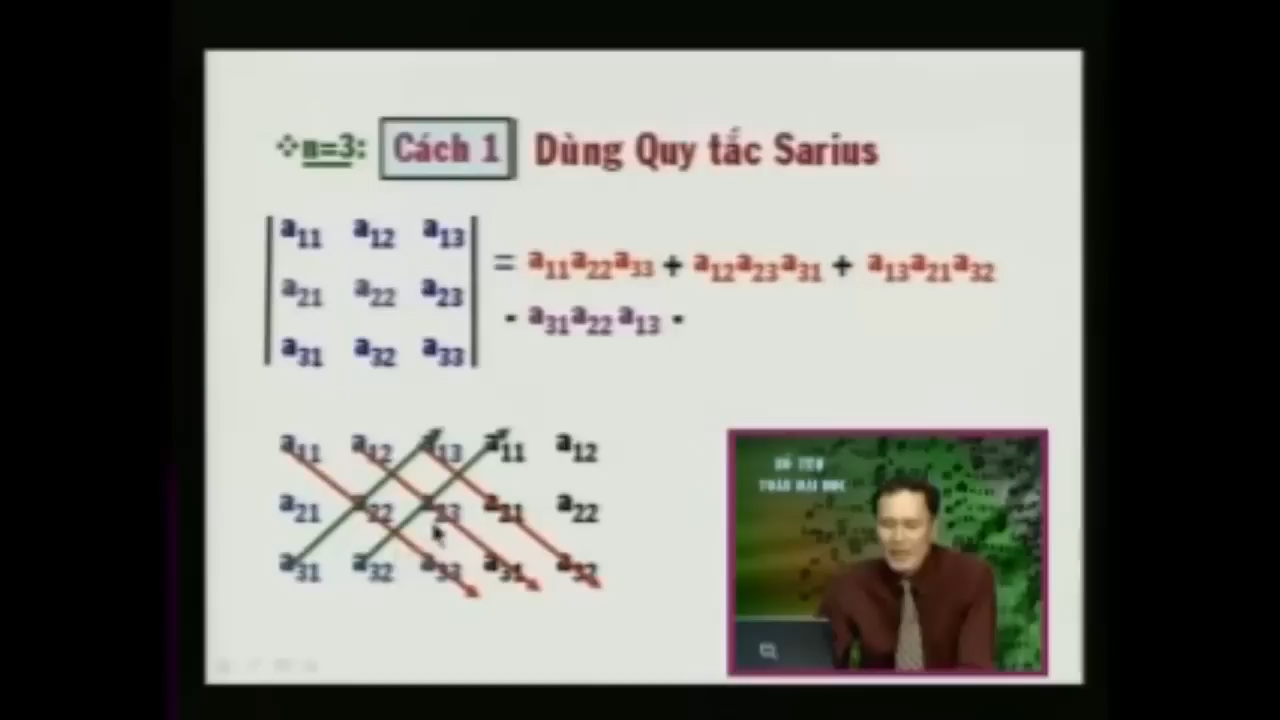 ❖n=3: Cách 1 Dùng Quy tắc Sarius
a11 a12 a13
a21 a22 a23
a31 a32 a33
= a11a22a33 + a12a23a31 + a13a21a32
- a31a22a13 -
a11 a12 a13 a11 a12
a21 a22 a23 a21 a22
a31 a32 a33 a31 a32